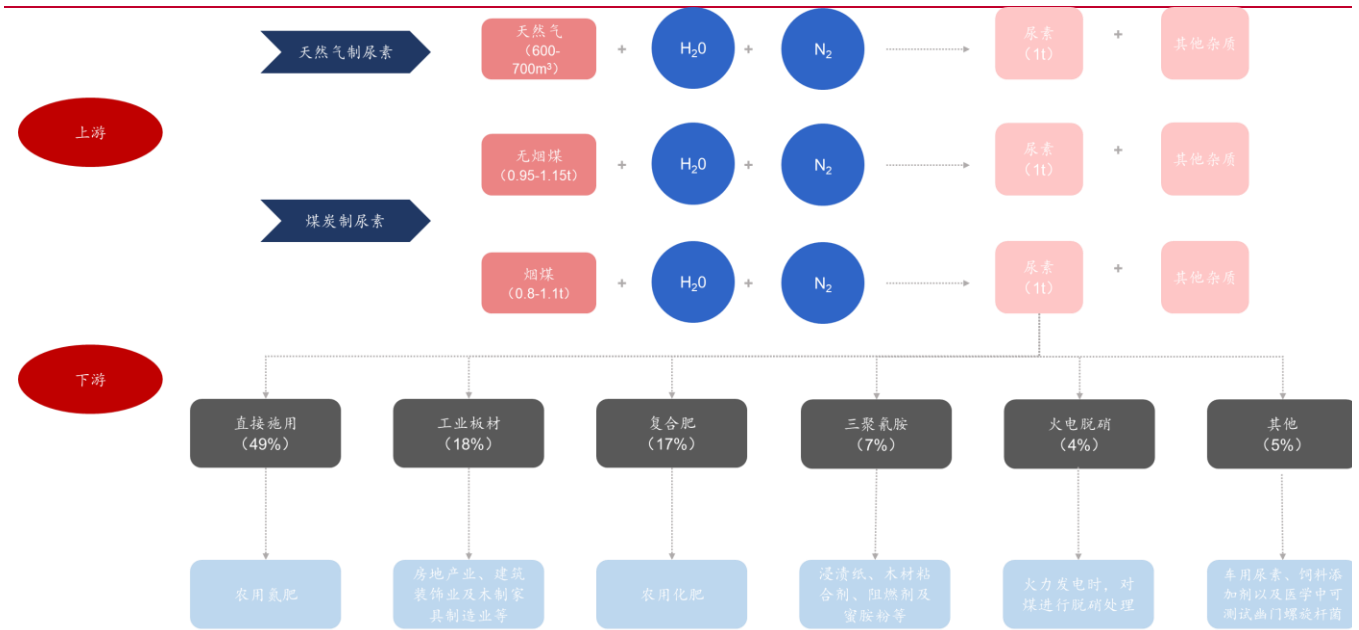 天然气制尿素
天然气
（600-
700m³）
+
H₂0
+
N₂
尿素
（1t）
+
其他杂质
上游
无烟煤
（0.95-1.15t）
+
H₂0
+
N₂
尿素
（1t）
+
其他杂质
煤炭制尿素
烟煤
（0.8-1.1t）
+
H₂0
+
N₂
尿素
（1t）
+
其他杂质
下游
直接施用
（49%）
工业板材
（18%）
复合肥
（17%）
三聚氰胺
（7%）
火电脱硝
（4%）
其他
（5%）
农用氮肥
房地产业、建筑
装饰业及木制家
具制造业等
农用化肥
浸渍纸、木材粘
合剂、阻燃剂及
蜜胺粉等
火力发电时，对
煤进行脱硝处理
车用尿素、饲料添
加剂以及医学中可
测试幽门螺旋杆菌